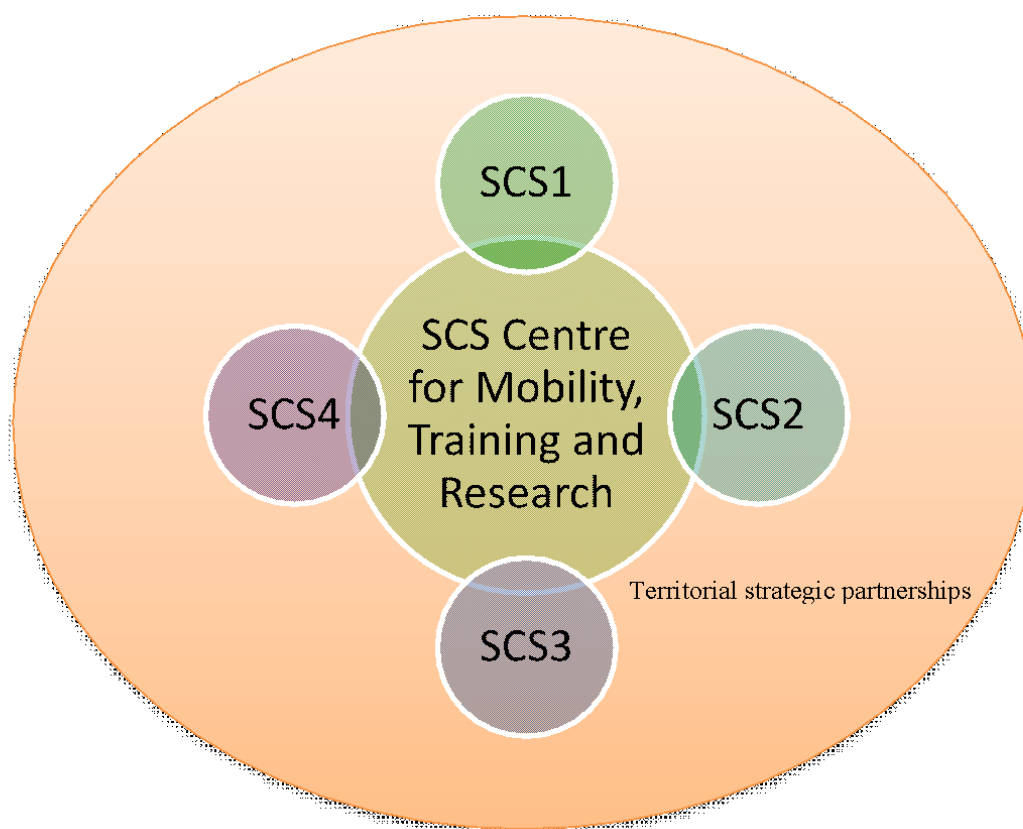 SCS1
SCS Centre
for Mobility,
Training and
Research
SCS4
SCS2
Territorial strategic partnerships
SCS3